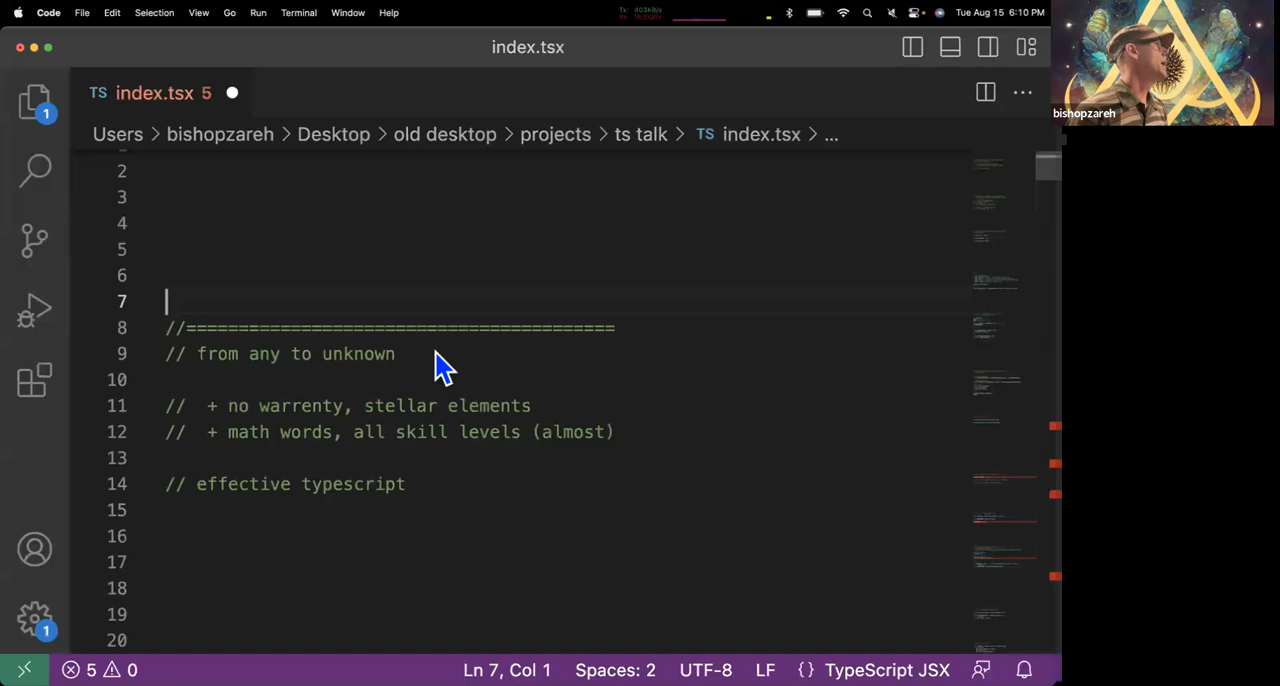 Code File Edit Selection View Go Run Terminal Window Help Tue Aug 15 6:10 PM
index.tsx
TS index.tsx 5
bishopzareh
Users > bishopzareh > Desktop > old desktop > projects > ts talk > TS index.tsx > ...
1
2
3
4
5
6
7
8 //=========================================
9 // from any to unknown
10
11 // + no warrenty, stellar elements
12 // + math words, all skill levels (almost)
13
14 // effective typescript
15
16
17
18
19
20
1
5 0 Ln 7, Col 1 Spaces: 2 UTF-8 LF {} TypeScript JSX